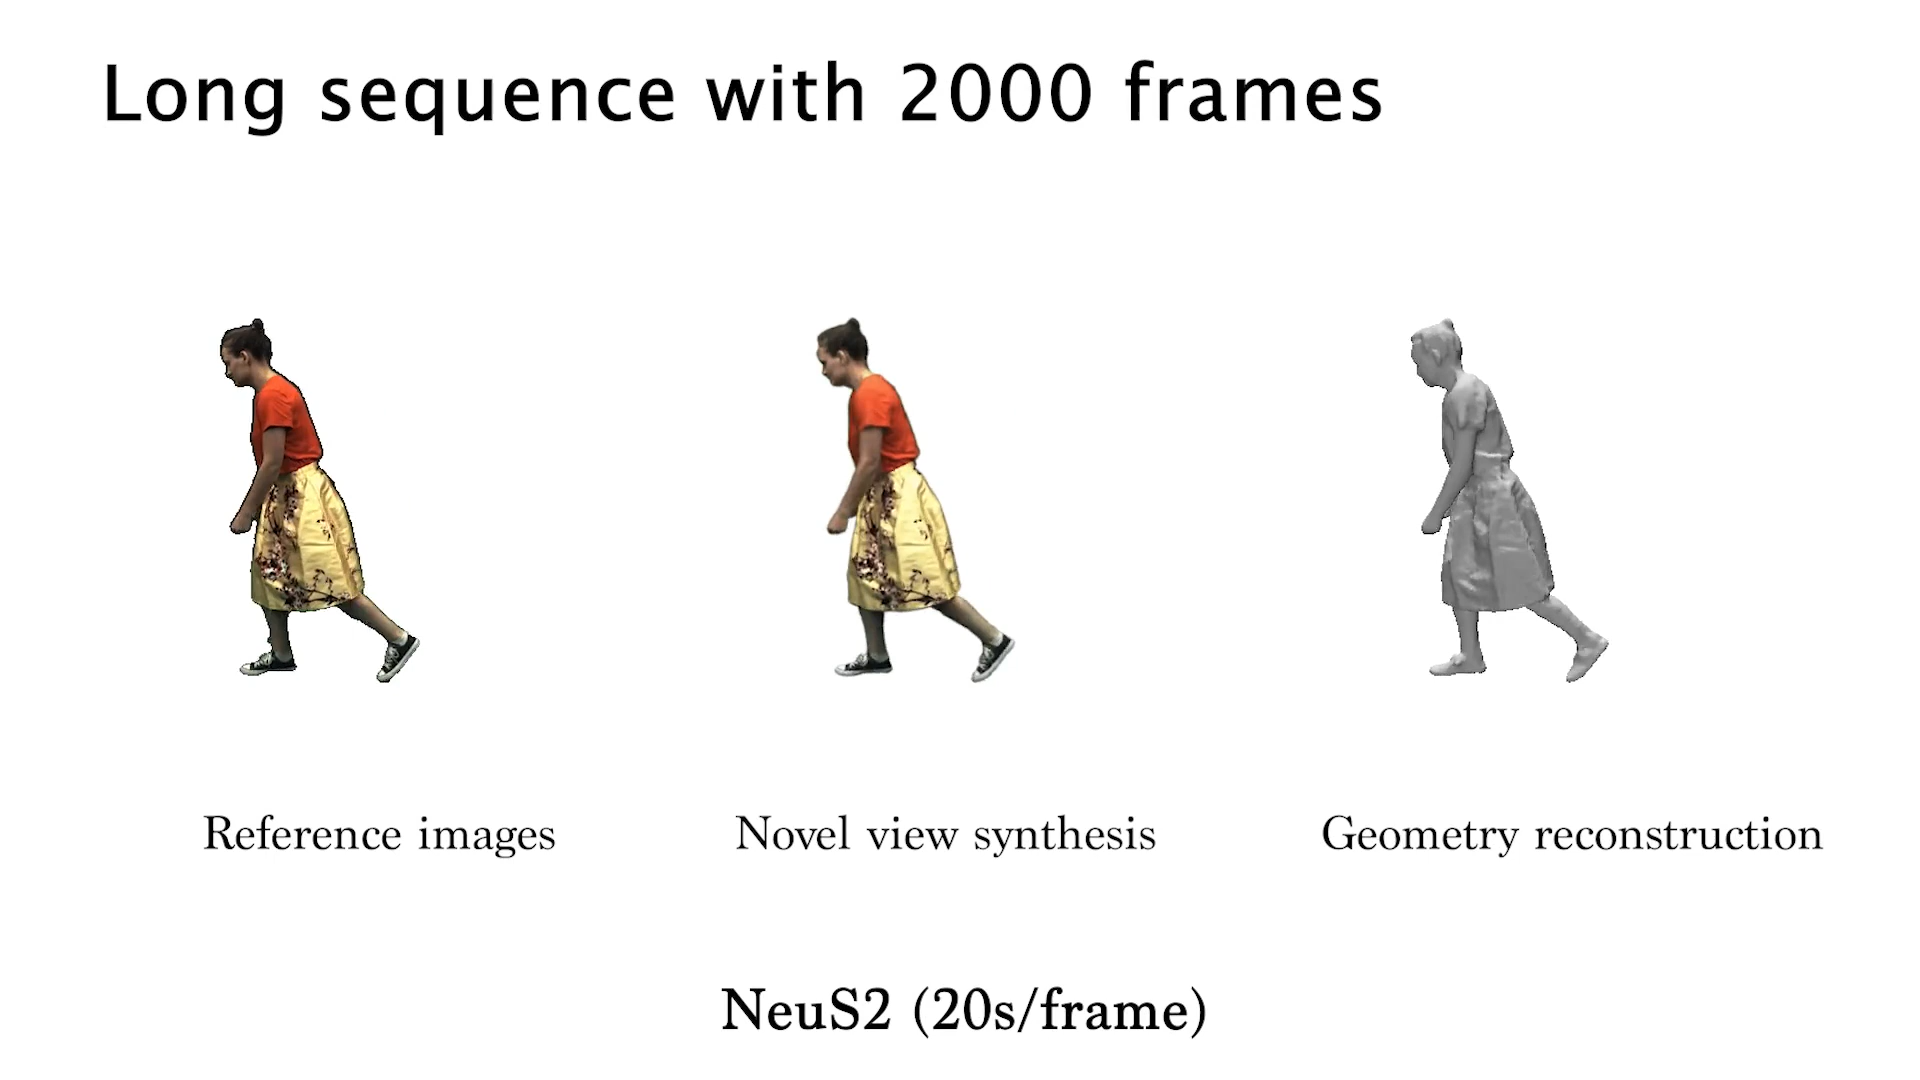 Long sequence with 2000 frames
Reference images
Novel view synthesis
Geometry reconstruction
NeuS2 (20s/frame)